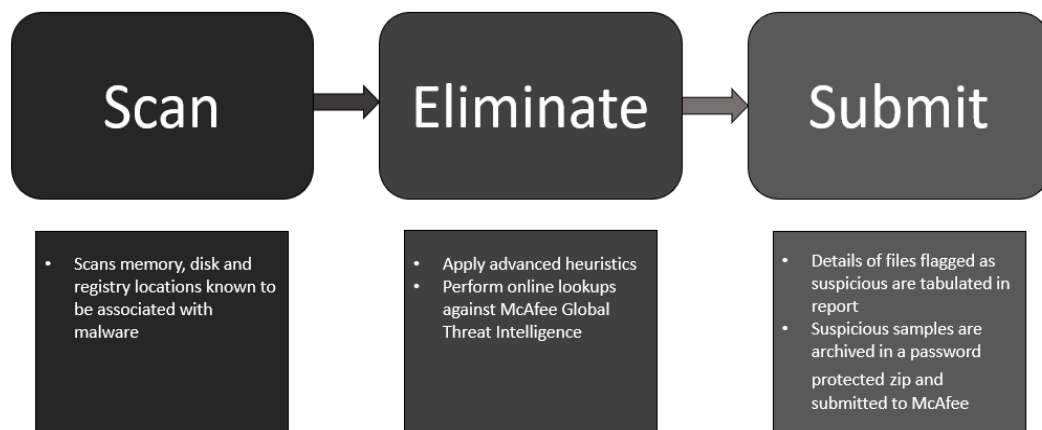 Scan
Eliminate
Submit
• Scans memory, disk and
registry locations known to
be associated with
malware
• Apply advanced heuristics
• Perform online lookups
against McAfee Global
Threat Intelligence
• Details of files flagged as
suspicious are tabulated in
report
• Suspicious samples are
archived in a password
protected zip and
submitted to McAfee